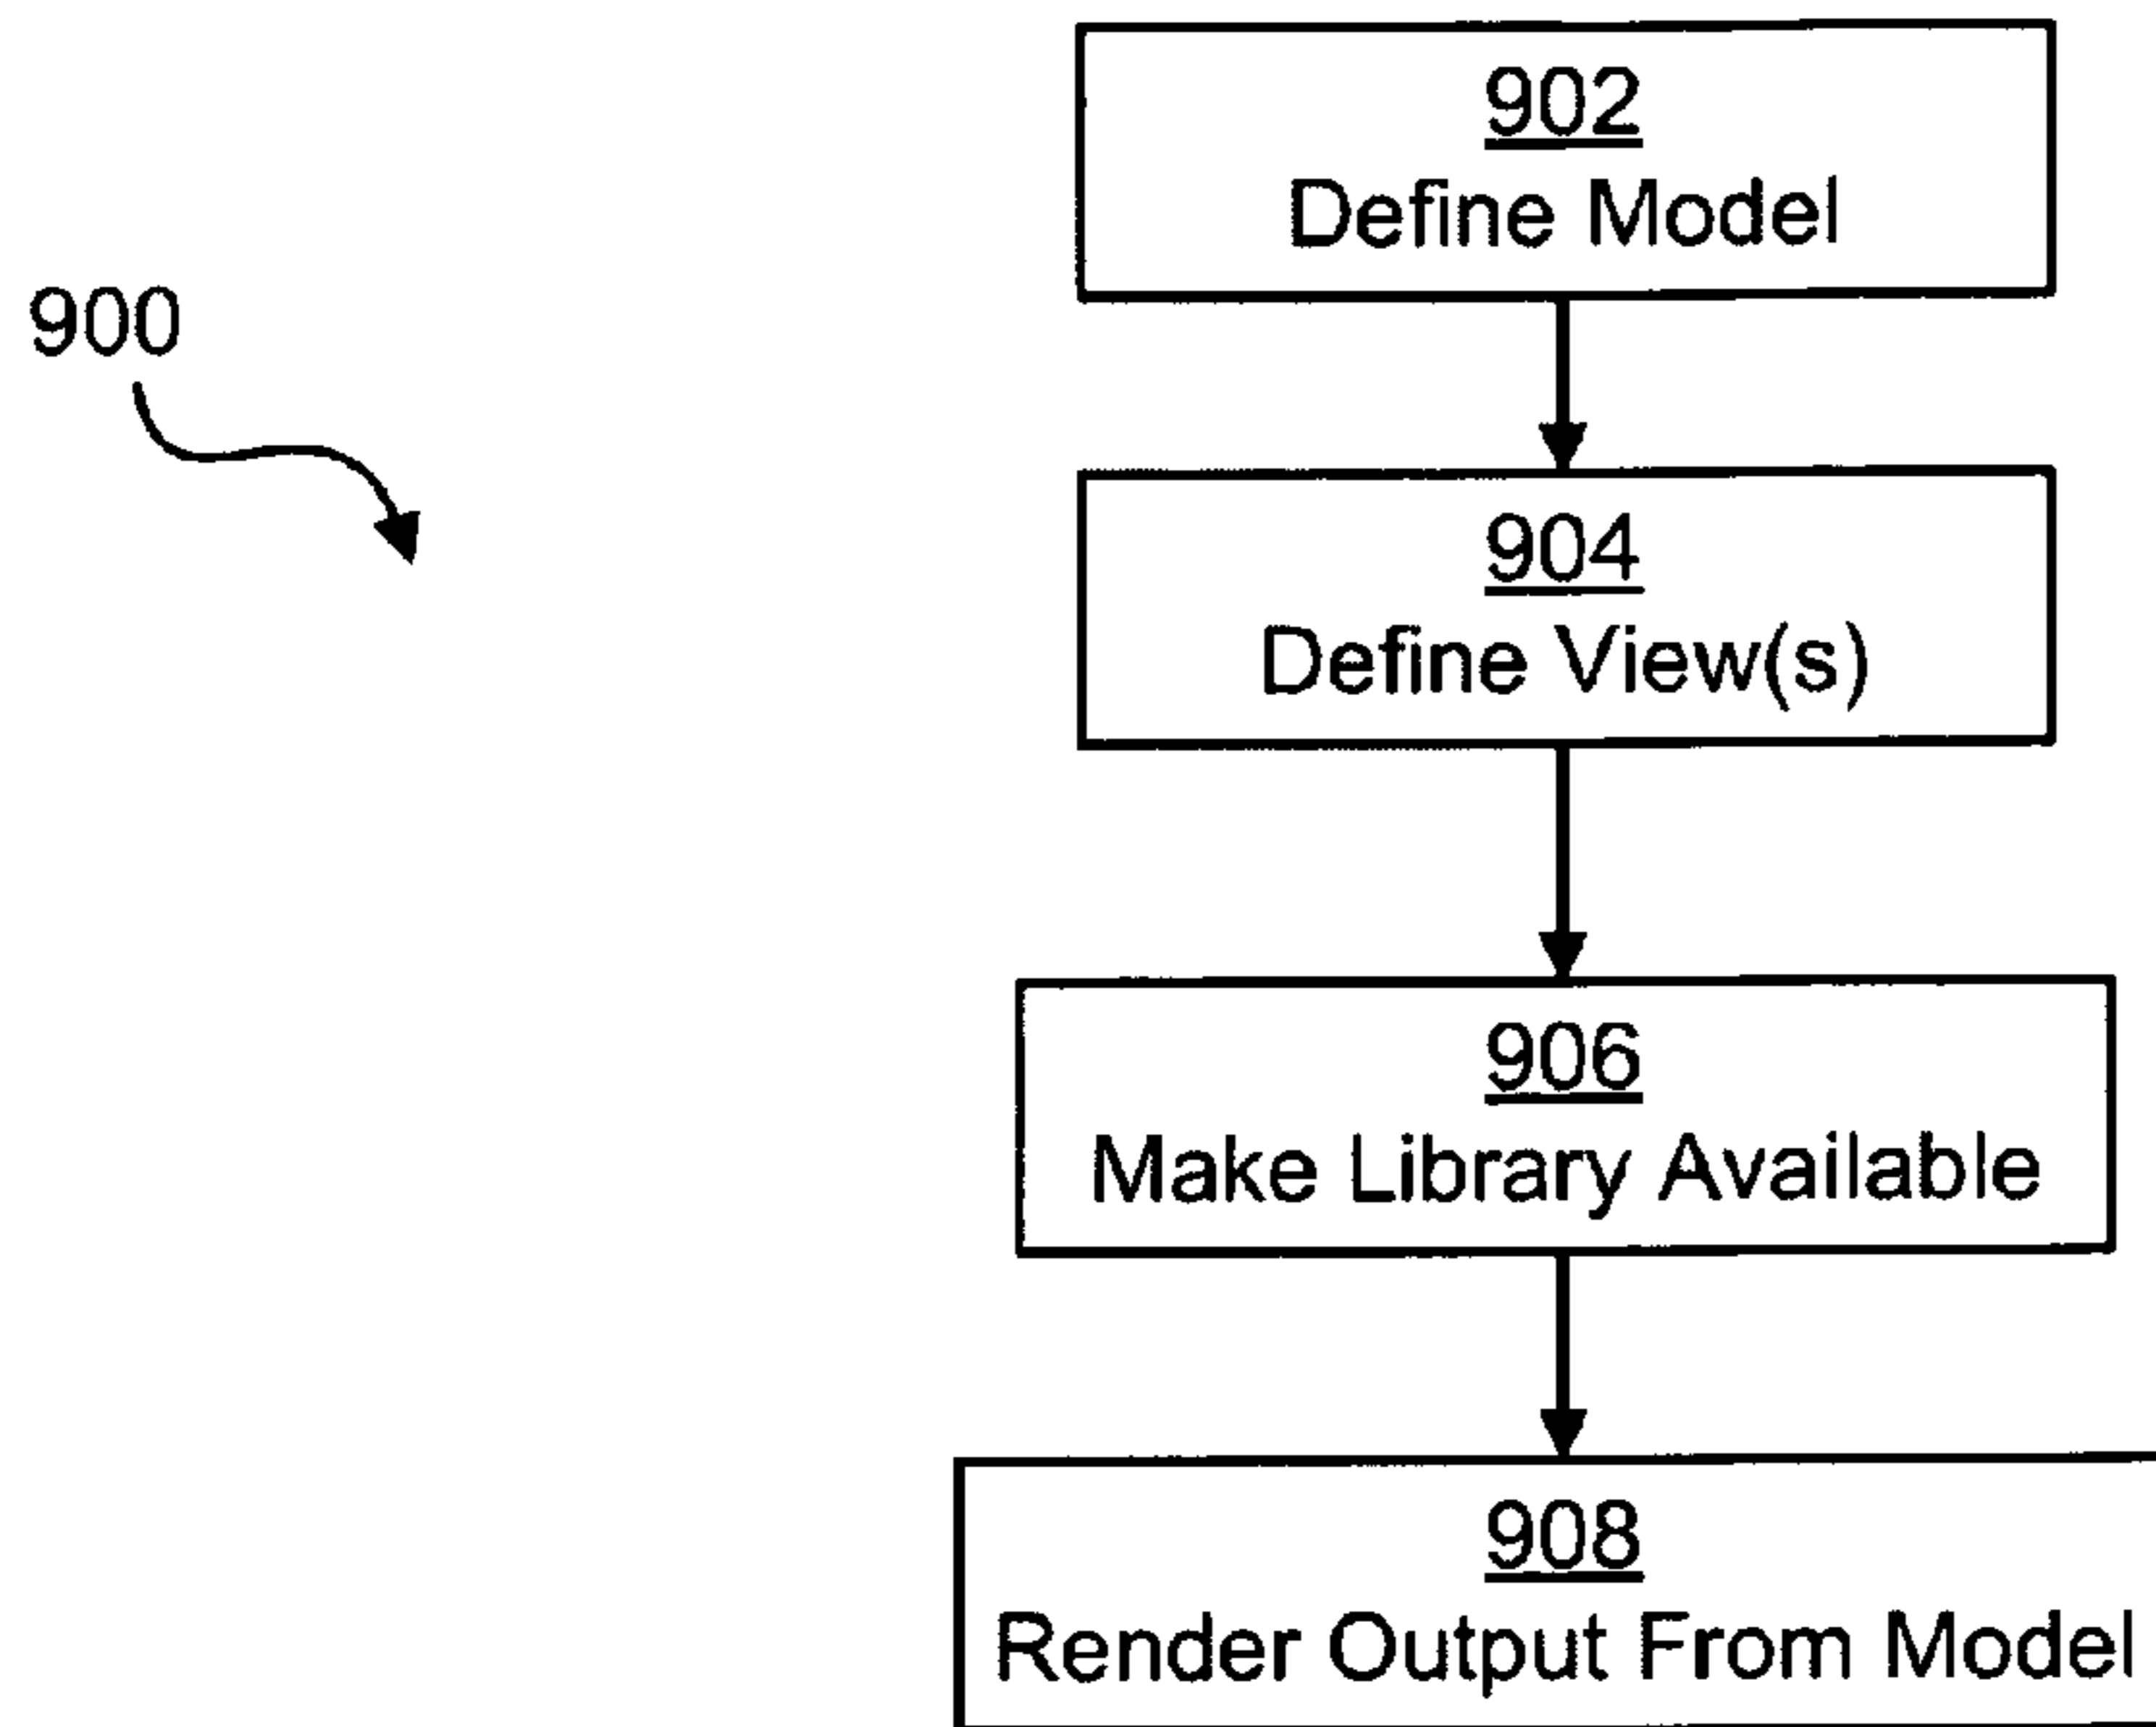 902
Define Model
900
904
Define View(s)
906
Make Library Available
908
Render Output From Model